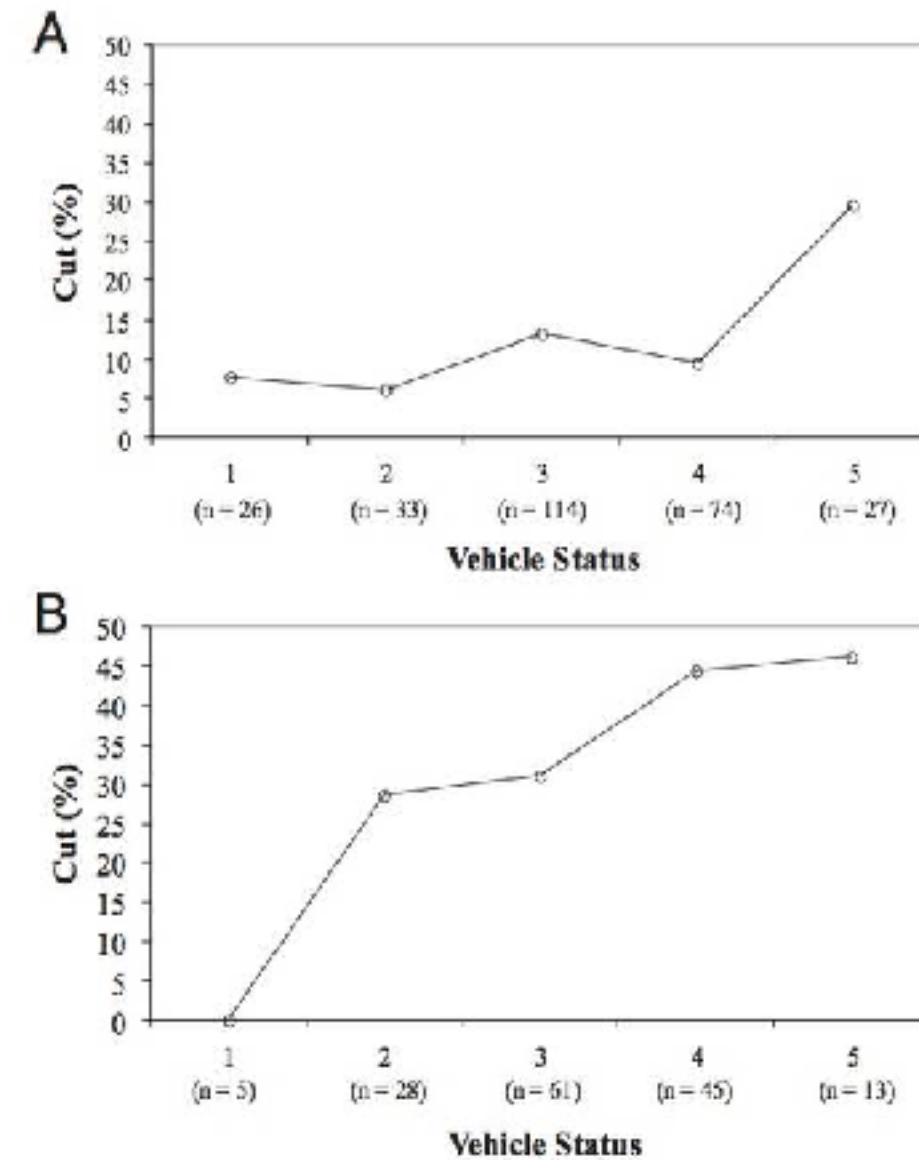 A
50
45
40
35
30
25
20
15
10
5
0
Cut (%)
1 2 3 4 5
(n = 26) (n = 33) (n = 114) (n = 74) (n = 27)
Vehicle Status
B
50
45
40
35
30
25
20
15
10
5
0
Cut (%)
1 2 3 4 5
(n = 5) (n = 28) (n = 61) (n = 45) (n = 13)
Vehicle Status